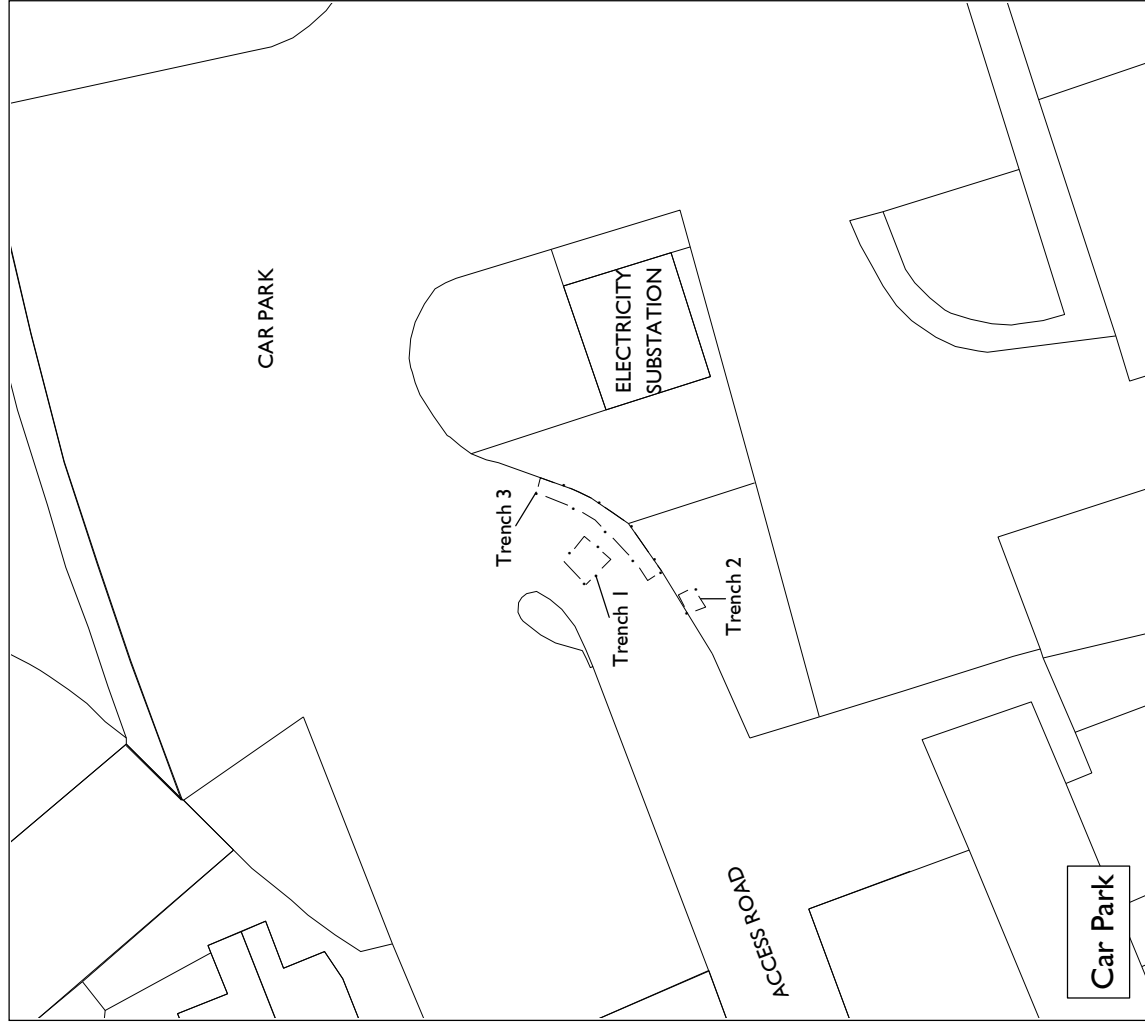 CAR PARK
ELECTRICITY
SUBSTATION
Trench 3
Trench 1
Trench 2
ACCESS ROAD
Car Park